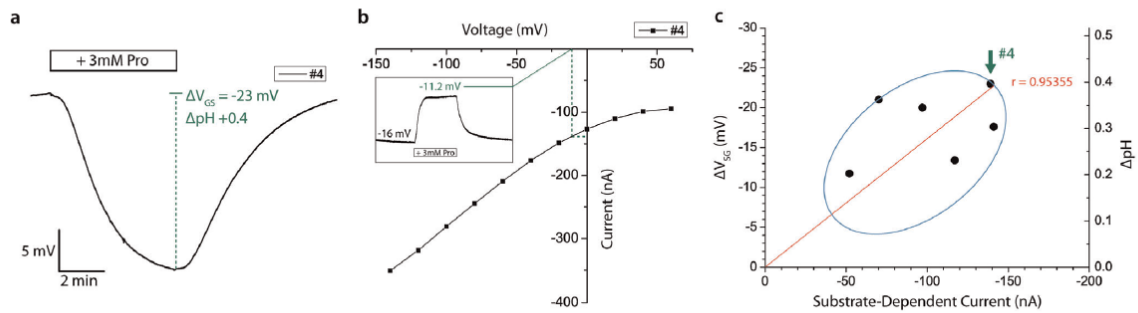 a
+ 3mM Pro
#4
ΔVGS = -23 mV
ΔpH +0.4
5 mV
2 min
b
Voltage (mV)
#4
-150 -100 -50 0 50
-11.2 mV
-16 mV
+ 3mM Pro
-100
-200
-300
-400
Current (nA)
c
#4
r = 0.95355
-30
-25
-20
-15
-10
-5
0
ΔVSG (mV)
0.5
0.4
0.3
0.2
0.1
0.0
ΔpH
0 -50 -100 -150 -200
Substrate-Dependent Current (nA)